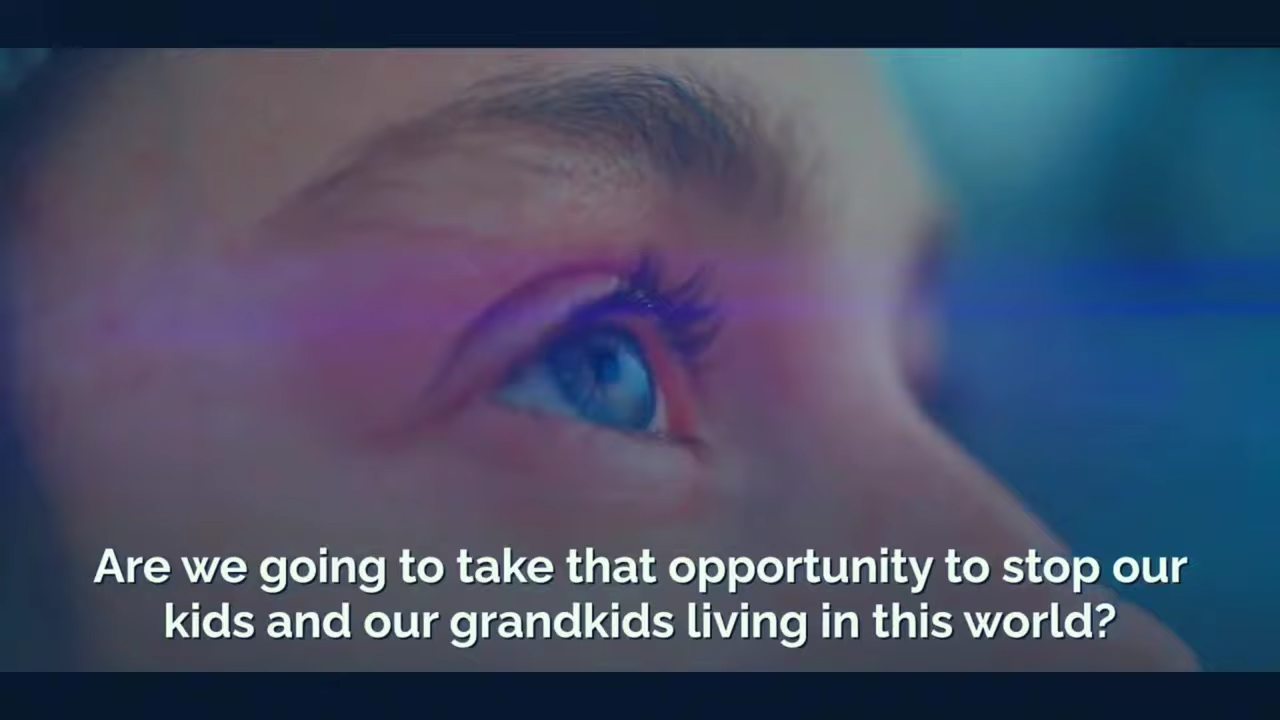 Are we going to take that opportunity to stop our
kids and our grandkids living in this world?